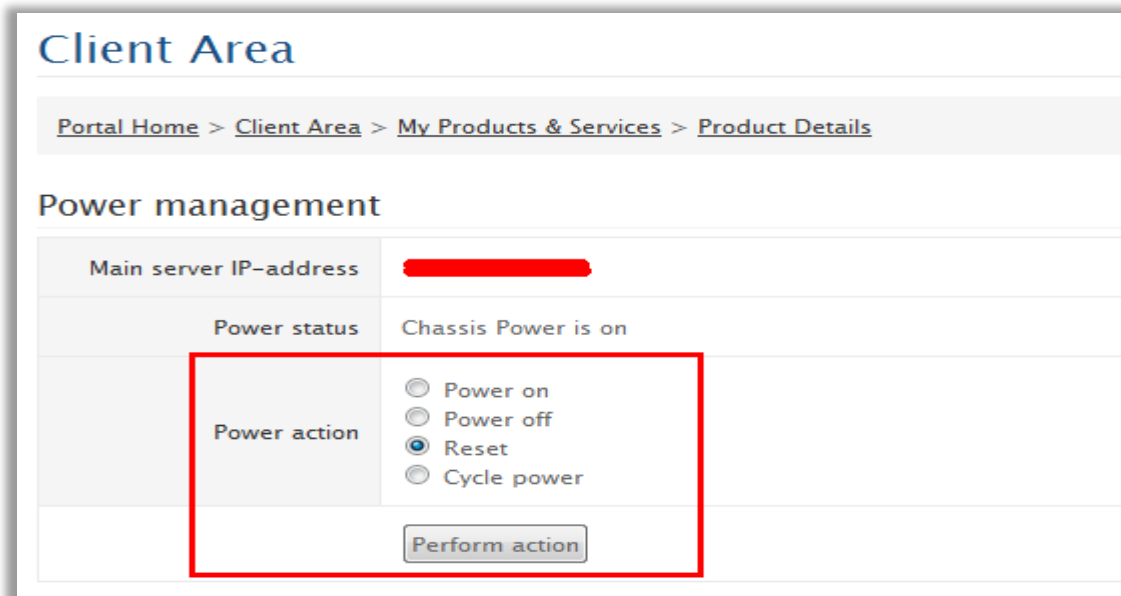 Client Area
Portal Home > Client Area > My Products & Services > Product Details
Power management
Main server IP-address
Power status Chassis Power is on
Power action
Power on
Power off
Reset
Cycle power
Perform action